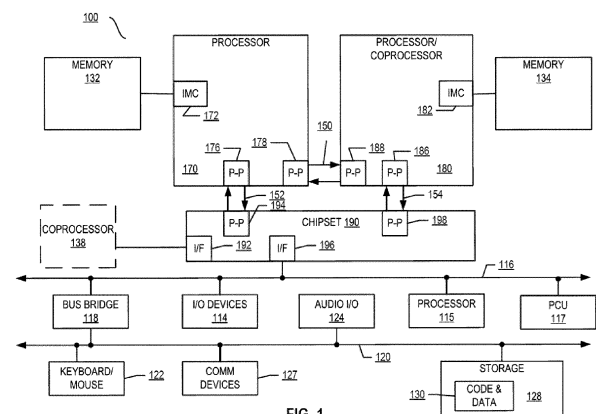 100
PROCESSOR
PROCESSOR/
COPROCESSOR
MEMORY
132
MEMORY
134
IMC
172
IMC
182
176
178
150
188
186
170
P-P
P-P
P-P
P-P
180
152
154
194
COPROCESSOR
138
P-P
CHIPSET 190
P-P
198
I/F
192
I/F
196
116
BUS BRIDGE
118
I/O DEVICES
114
AUDIO I/O
124
PROCESSOR
115
PCU
117
120
KEYBOARD/
MOUSE
122
COMM
DEVICES
127
STORAGE
130
CODE &
DATA
128
FIG. 1